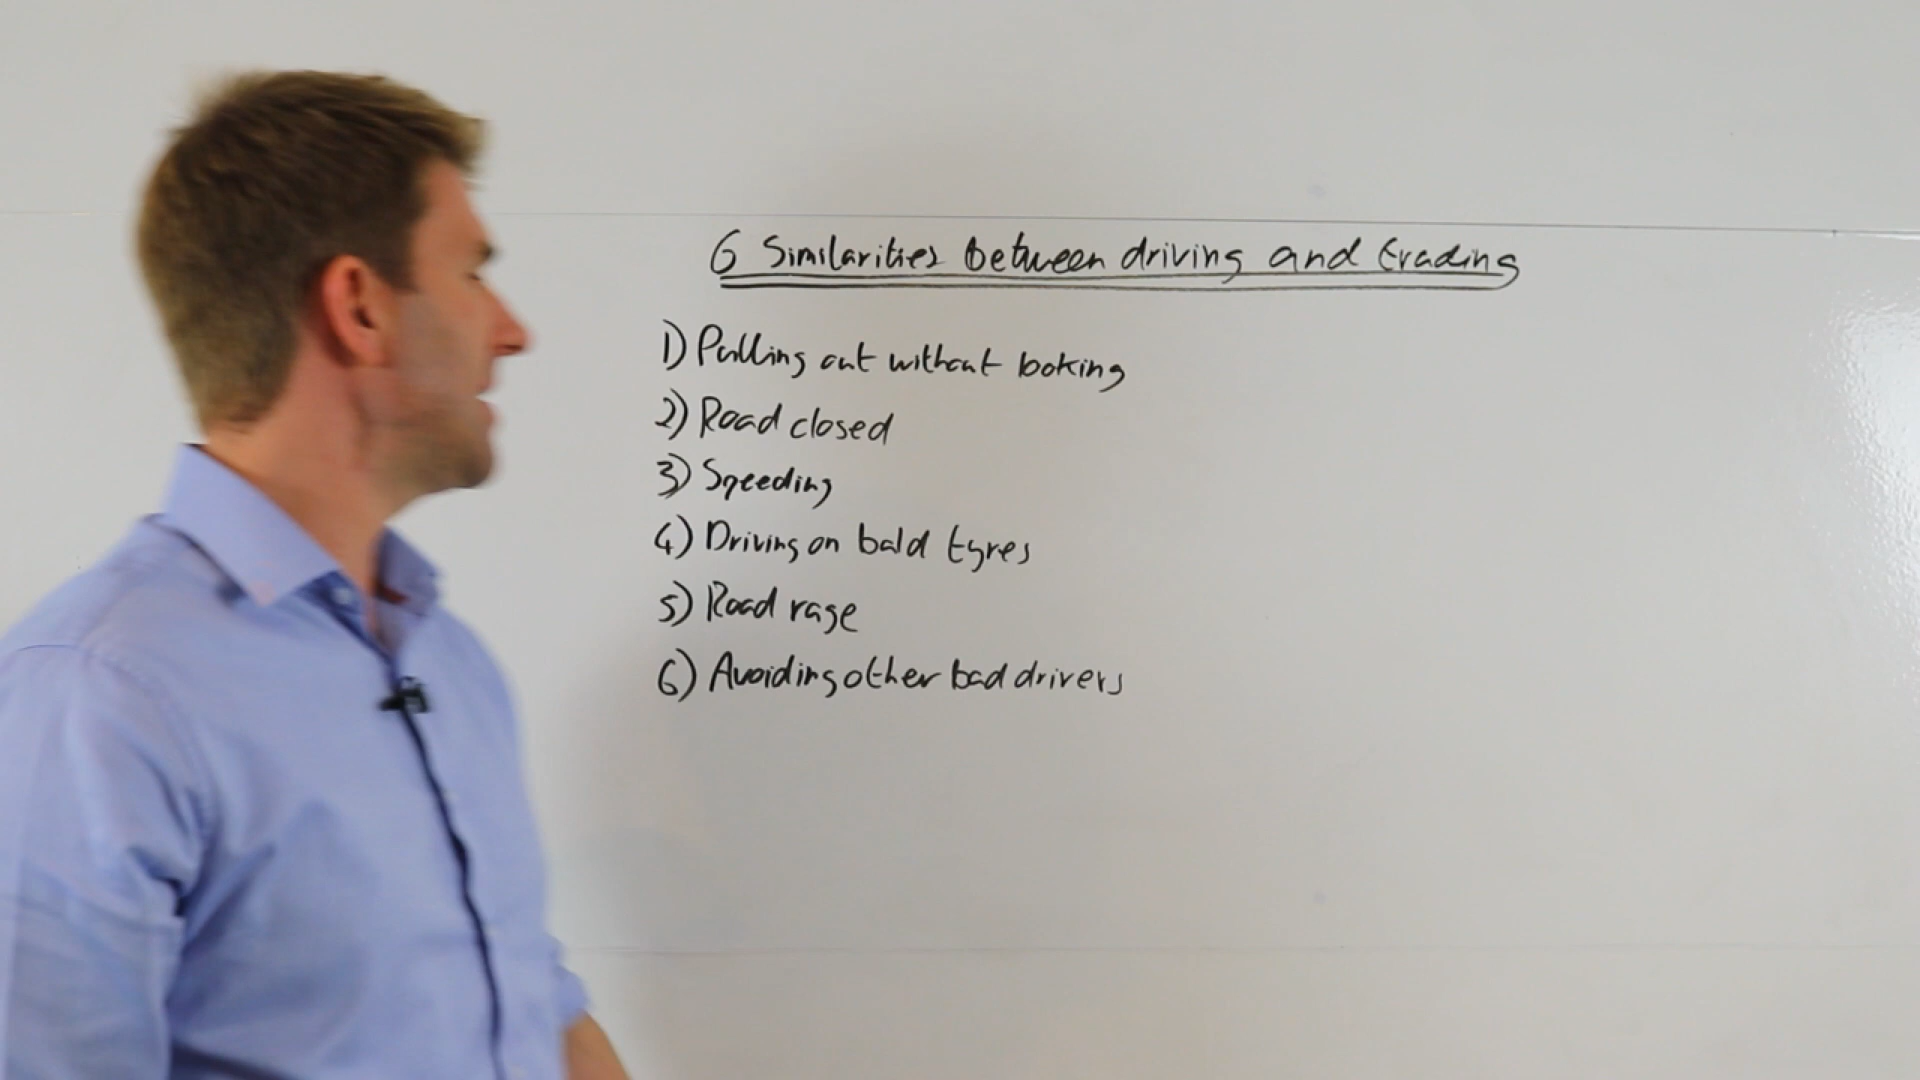 6 Similarities between driving and trading
1) Pulling out without looking
2) Road closed
3) Speeding
4) Driving on bald tyres
5) Road rage
6) Avoiding other bad drivers